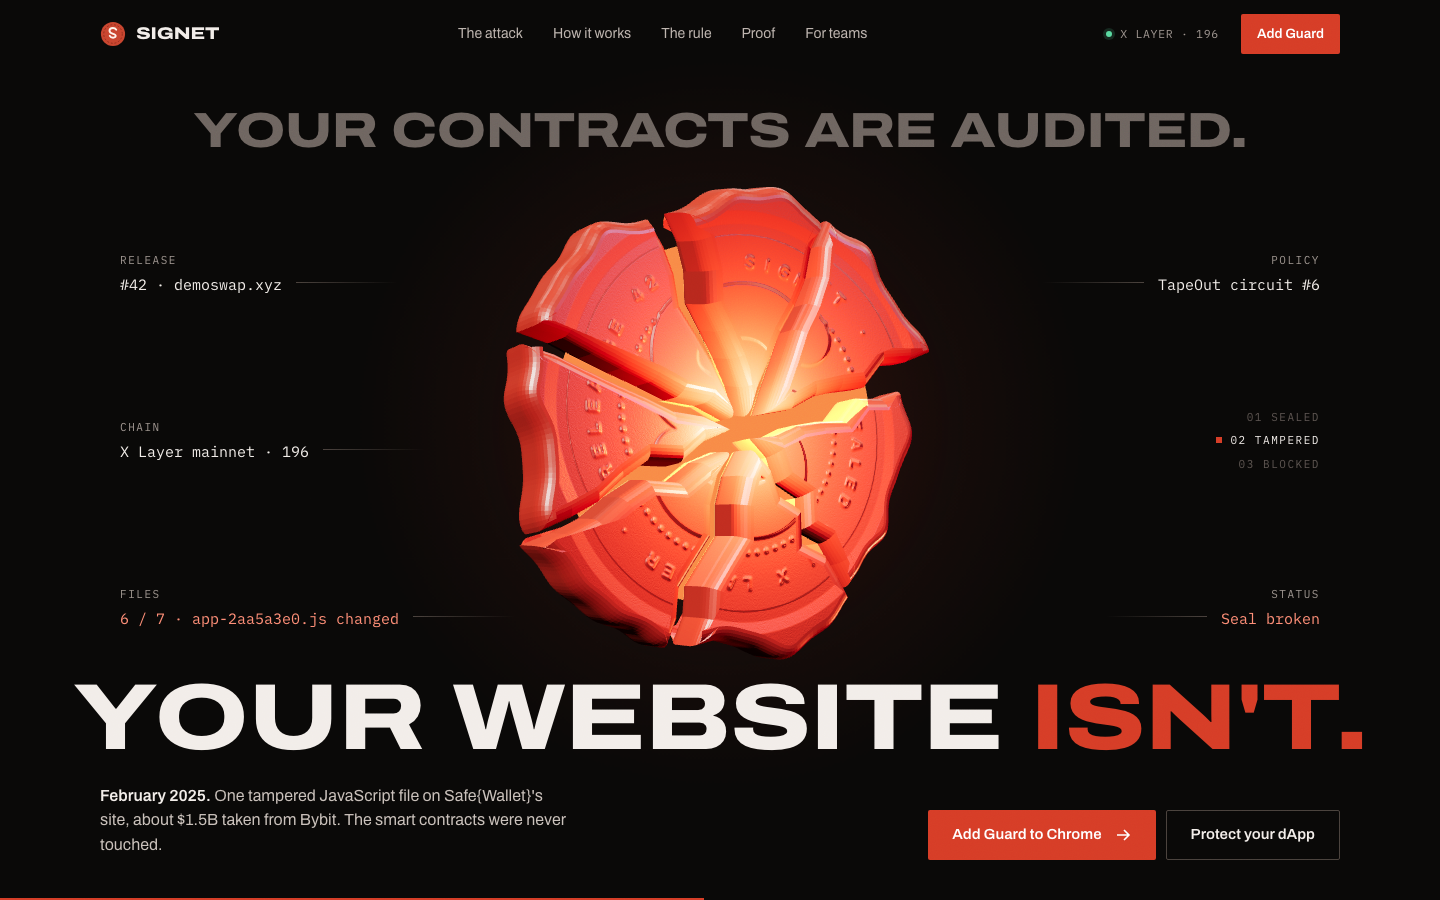 S SIGNET
The attack How it works The rule Proof For teams
X LAYER · 196
Add Guard
YOUR CONTRACTS ARE AUDITED.
RELEASE
#42 · demoswap.xyz
POLICY
TapeOut circuit #6
CHAIN
X Layer mainnet · 196
01 SEALED
02 TAMPERED
03 BLOCKED
FILES
6 / 7 · app-2aa5a3e0.js changed
STATUS
Seal broken
YOUR WEBSITE ISN'T.
February 2025. One tampered JavaScript file on Safe{Wallet}'s
site, about $1.5B taken from Bybit. The smart contracts were never
touched.
Add Guard to Chrome →
Protect your dApp